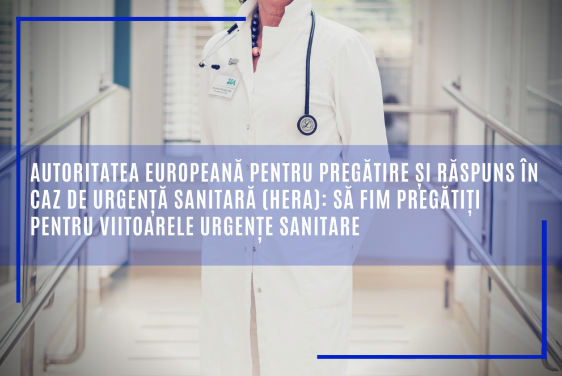 AUTORITATEA EUROPEANĂ PENTRU PREGĂTIRE ȘI RĂSPUNS ÎN
CAZ DE URGENȚĂ SANITARĂ (HERA): SĂ FIM PREGĂTIȚI
PENTRU VIITOARELE URGENȚE SANITARE